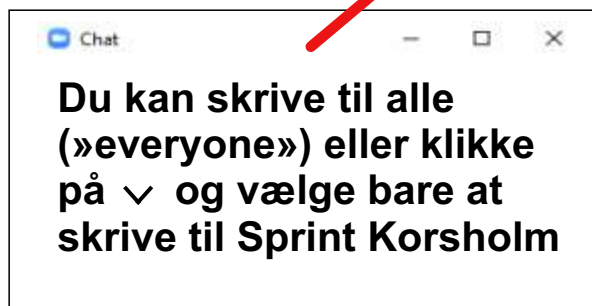 Chat
Du kan skrive til alle
(»everyone») eller klikke
på ⌵ og vælge bare at
skrive til Sprint Korsholm